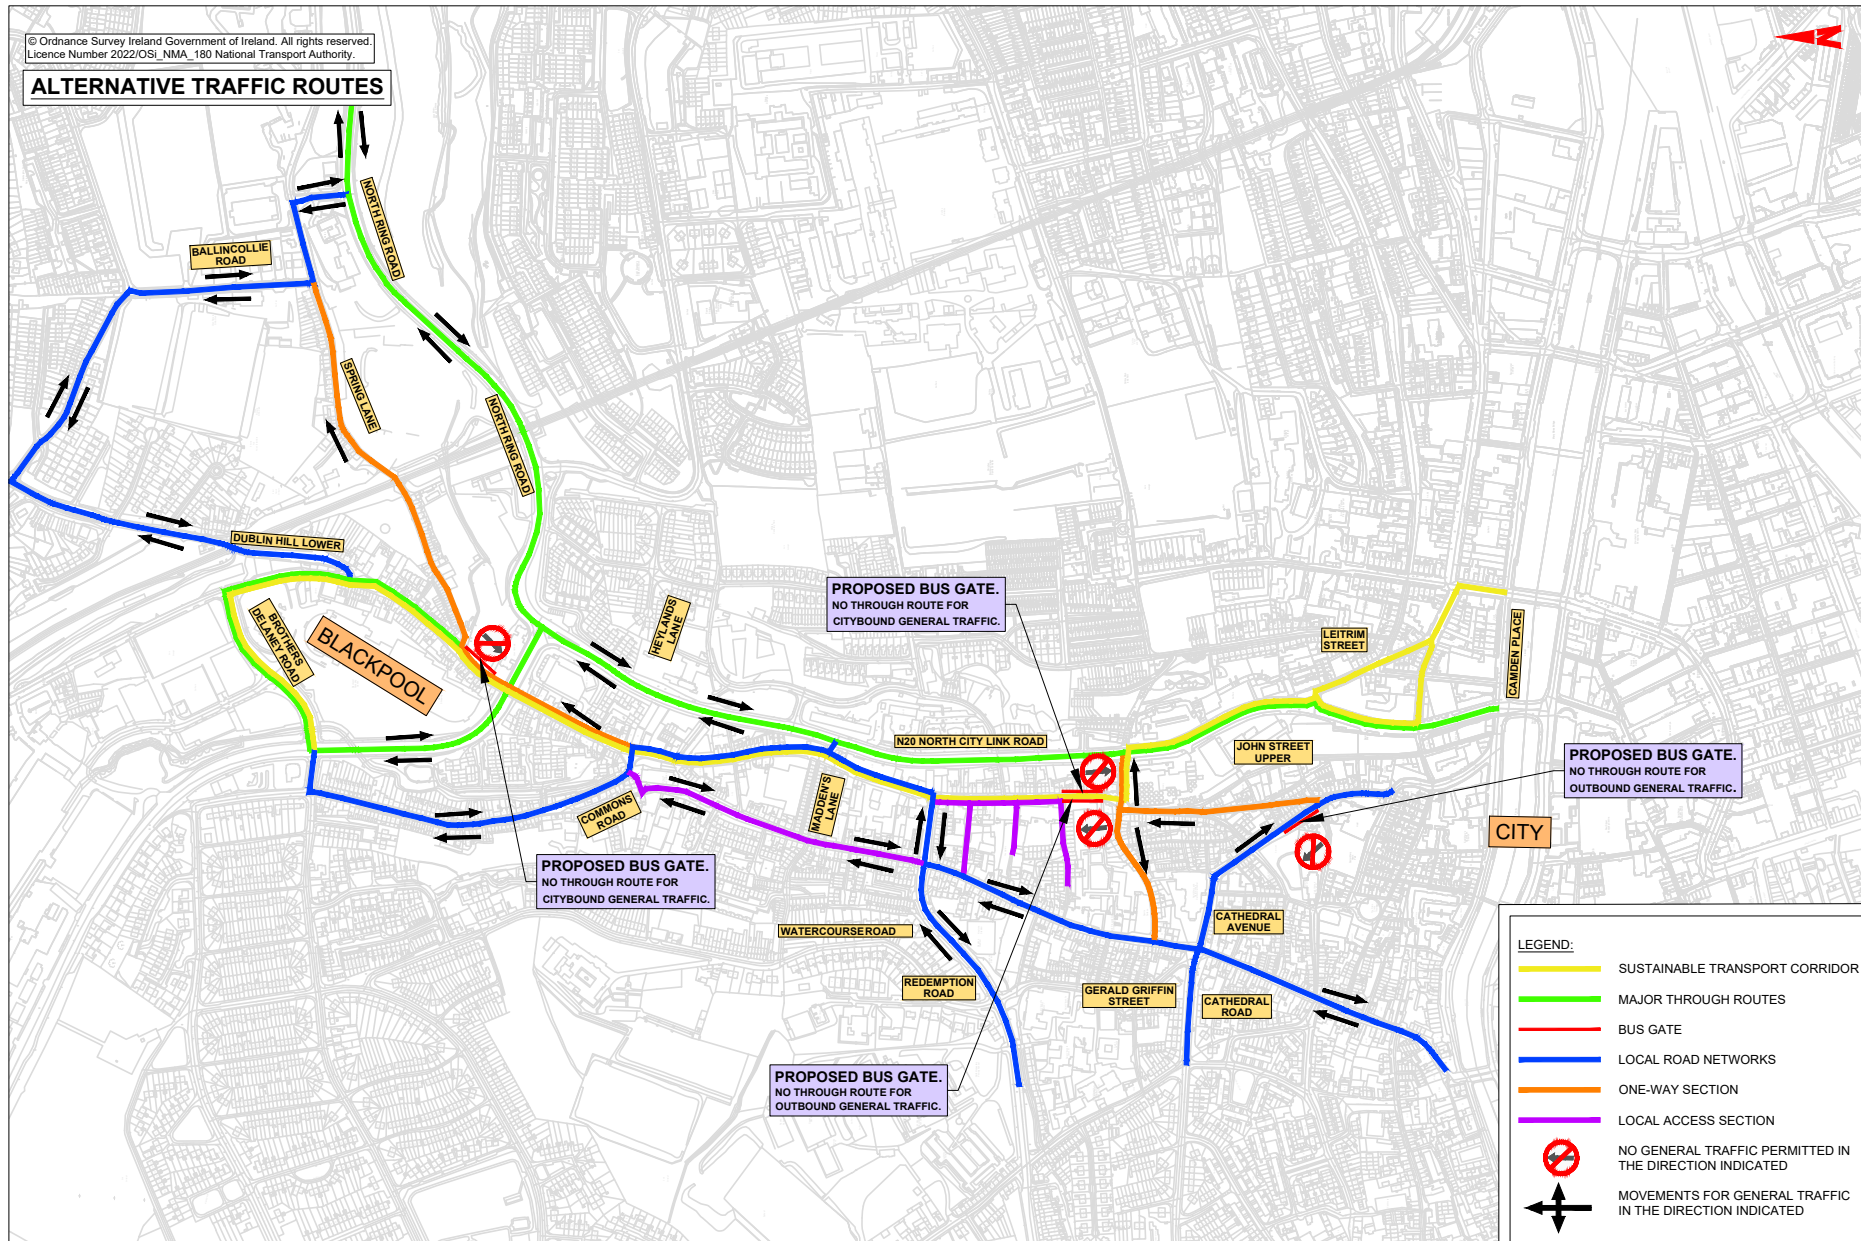 © Ordnance Survey Ireland Government of Ireland. All rights reserved.
Licence Number 2022/OSi_NMA_180 National Transport Authority.
ALTERNATIVE TRAFFIC ROUTES
N
NORTH RING ROAD
BALLINCOLLIE
ROAD
SPRING LANE
NORTH RING ROAD
DUBLIN HILL LOWER
BROTHERS
DELANEY ROAD
BLACKPOOL
HEYLANDS
LANE
PROPOSED BUS GATE.
NO THROUGH ROUTE FOR
CITYBOUND GENERAL TRAFFIC.
LEITRIM
STREET
CAMDEN PLACE
N20 NORTH CITY LINK ROAD
JOHN STREET
UPPER
PROPOSED BUS GATE.
NO THROUGH ROUTE FOR
OUTBOUND GENERAL TRAFFIC.
MADDEN'S
LANE
COMMONS
ROAD
CITY
PROPOSED BUS GATE.
NO THROUGH ROUTE FOR
CITYBOUND GENERAL TRAFFIC.
WATERCOURSE ROAD
CATHEDRAL
AVENUE
REDEMPTION
ROAD
GERALD GRIFFIN
STREET
CATHEDRAL
ROAD
PROPOSED BUS GATE.
NO THROUGH ROUTE FOR
OUTBOUND GENERAL TRAFFIC.
LEGEND:
SUSTAINABLE TRANSPORT CORRIDOR
MAJOR THROUGH ROUTES
BUS GATE
LOCAL ROAD NETWORKS
ONE-WAY SECTION
LOCAL ACCESS SECTION
NO GENERAL TRAFFIC PERMITTED IN
THE DIRECTION INDICATED
MOVEMENTS FOR GENERAL TRAFFIC
IN THE DIRECTION INDICATED